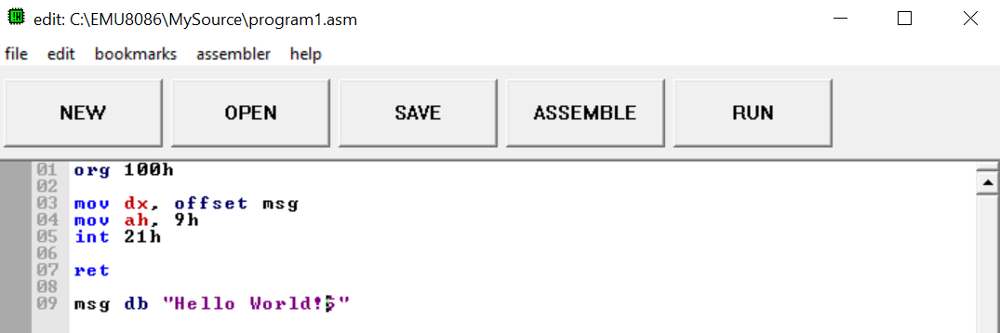 edit: C:\EMU8086\MySource\program1.asm
file edit bookmarks assembler help
NEW OPEN SAVE ASSEMBLE RUN
01 org 100h
02
03 mov dx, offset msg
04 mov ah, 9h
05 int 21h
06
07 ret
08
09 msg db "Hello World!$"